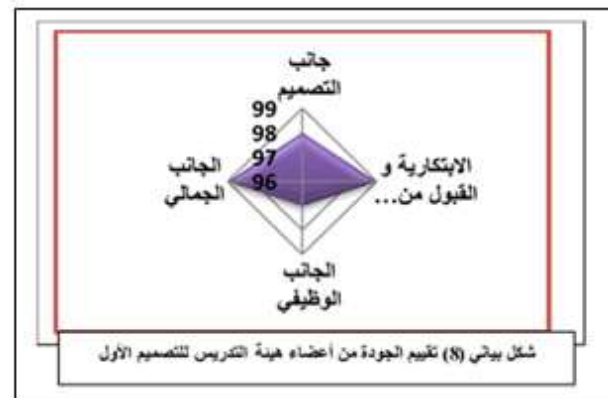 جانب
التصميم
99
98
97
96
الابتكارية و
القبول من...
الجانب
الجمالي
الجانب
الوظيفي
شكل بياني (8) تقييم الجودة من أعضاء هيئة التدريس للتصميم الأول